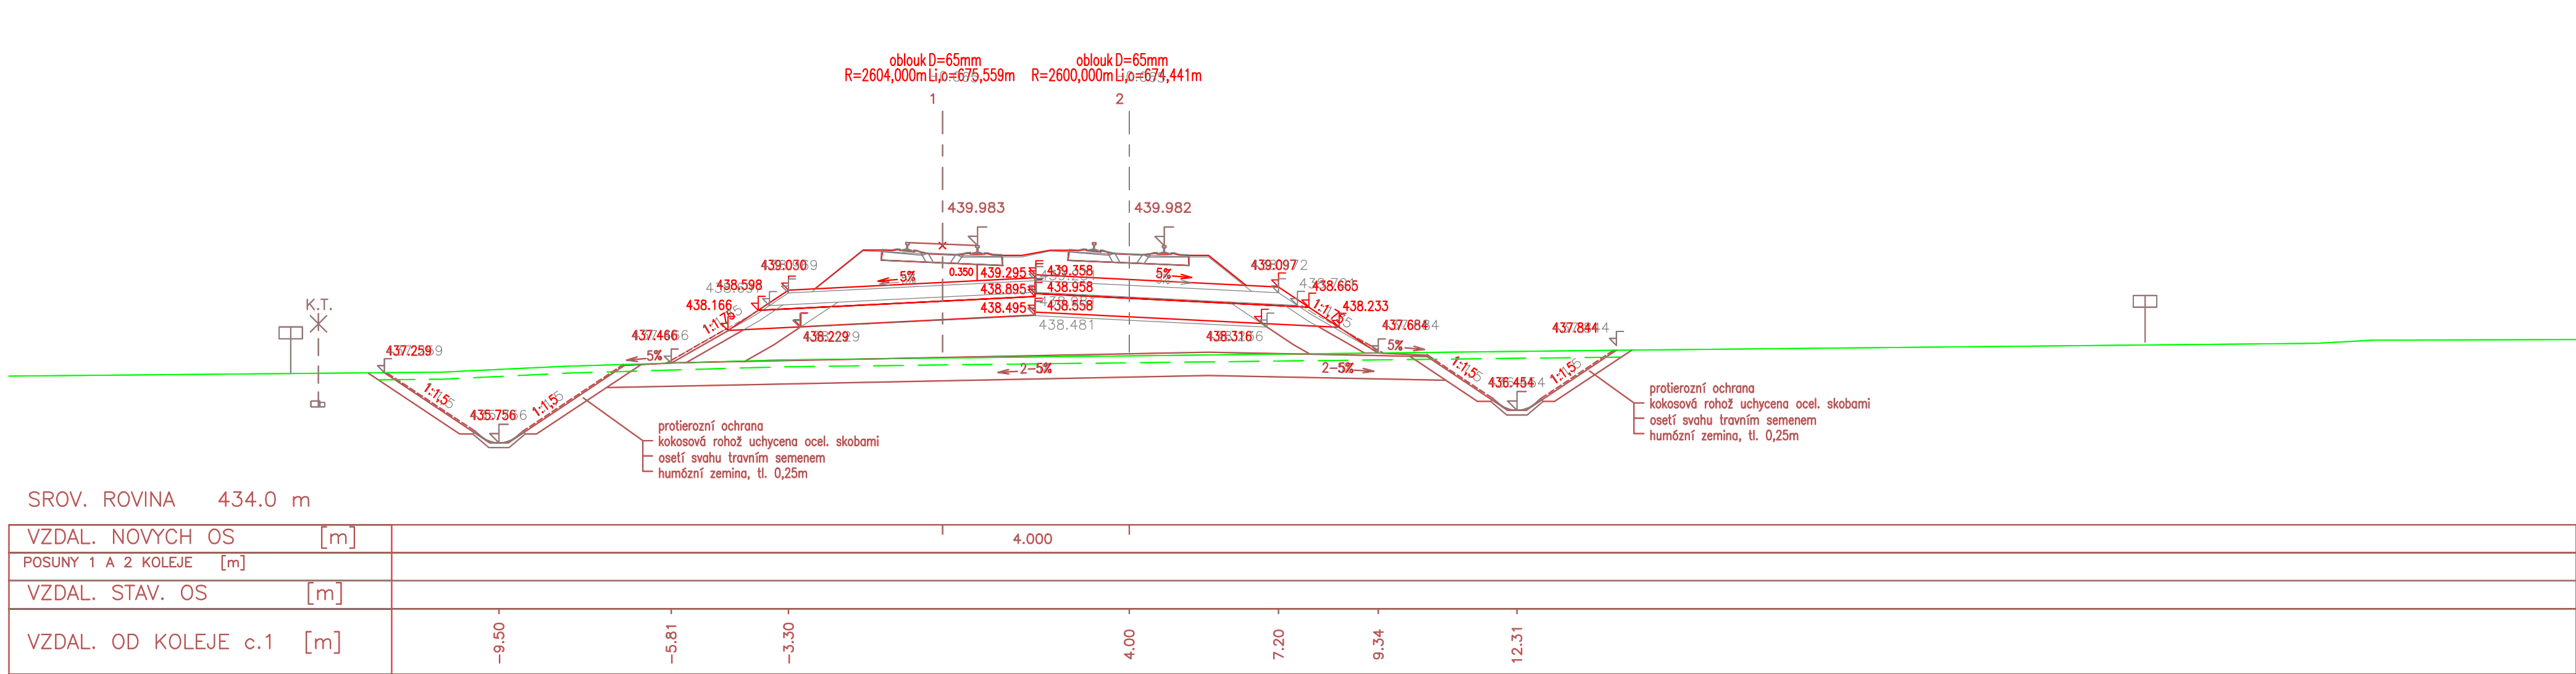 oblouk D=65mm
R=2604,000m Li,o=675,559m
1
oblouk D=65mm
R=2600,000m Li,o=674,441m
2
439.983
439.982
439.030
439.097
5%
0.350
439.295
439.358
5%
438.598
438.895
438.958
438.665
438.166
438.495
438.558
438.233
438.481
1:1,75
1:1,75
K.T.
437.466
438.229
438.316
437.684
437.844
437.259
5%
5%
2-5%
2-5%
1:1,5
1:1,5
435.756
1:1,5
1:1,5
436.454
protierozní ochrana
kokosová rohož uchycena ocel. skobami
osetí svahu travním semenem
humózní zemina, tl. 0,25m
protierozní ochrana
kokosová rohož uchycena ocel. skobami
osetí svahu travním semenem
humózní zemina, tl. 0,25m
SROV. ROVINA 434.0 m
VZDAL. NOVYCH OS [m]
4.000
POSUNY 1 A 2 KOLEJE [m]
VZDAL. STAV. OS [m]
VZDAL. OD KOLEJE c.1 [m]
-9.50
-5.81
-3.30
4.00
7.20
9.34
12.31